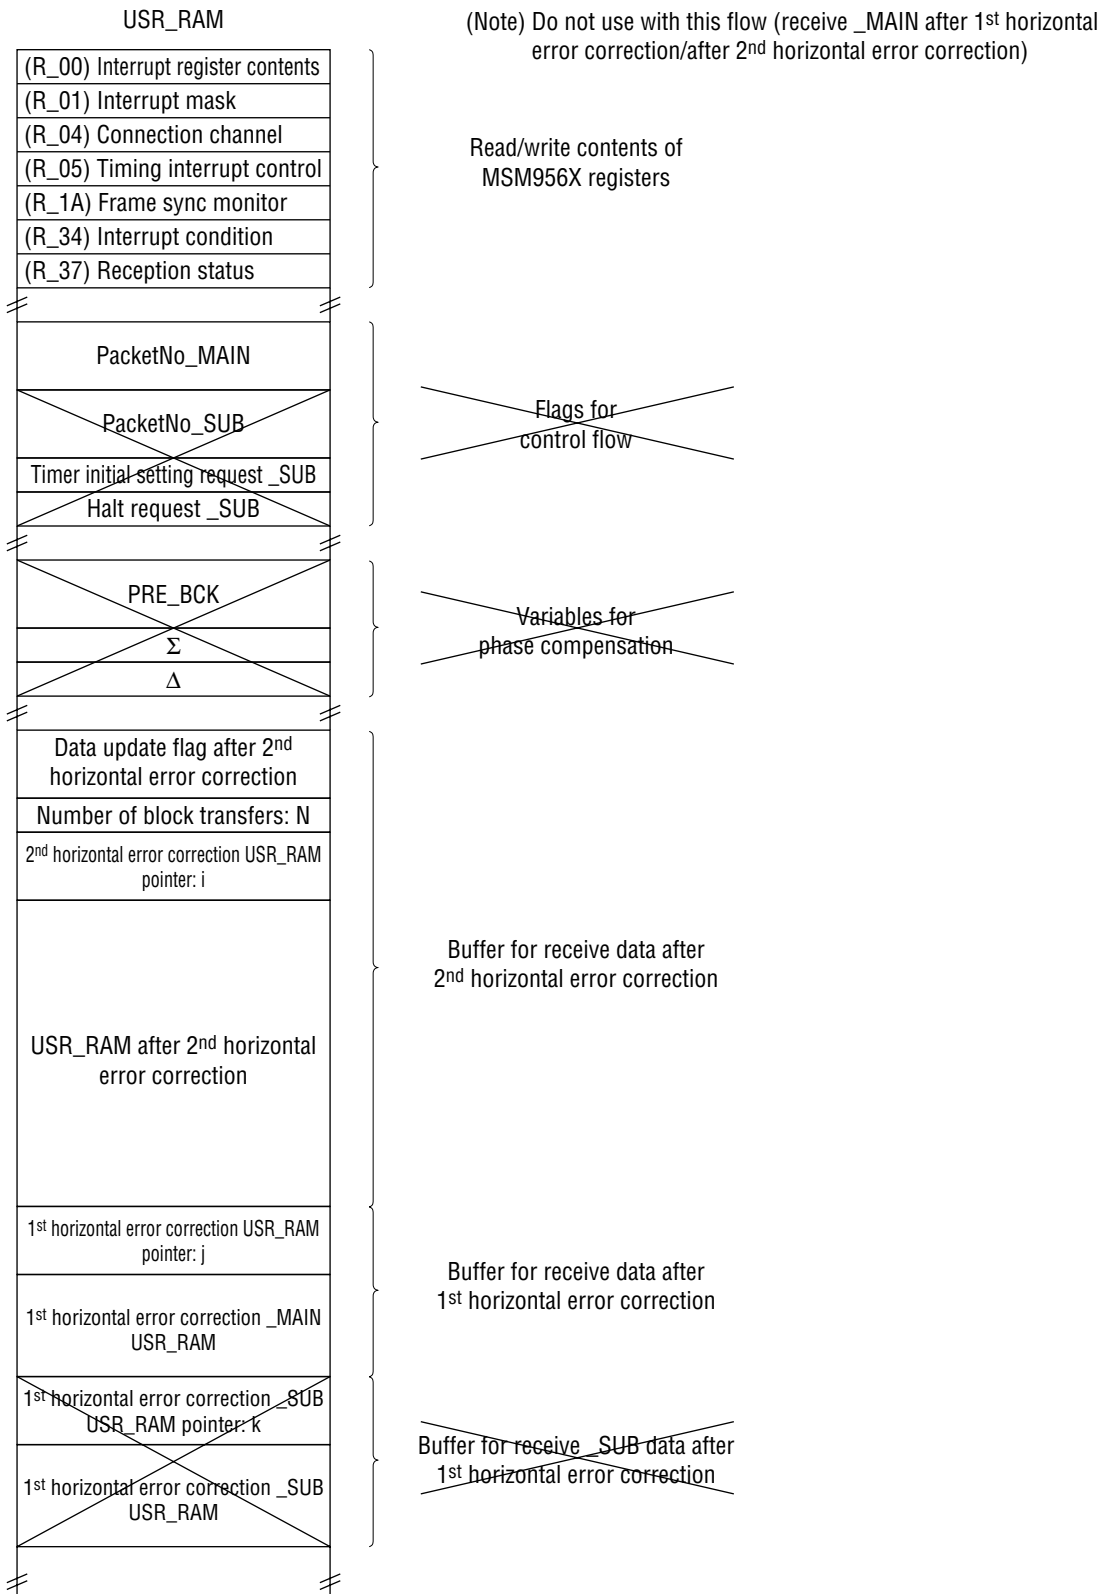 USR_RAM
(Note) Do not use with this flow (receive _MAIN after 1st horizontal
error correction/after 2nd horizontal error correction)
(R_00) Interrupt register contents
(R_01) Interrupt mask
(R_04) Connection channel
(R_05) Timing interrupt control
(R_1A) Frame sync monitor
(R_34) Interrupt condition
(R_37) Reception status
Read/write contents of
MSM956X registers
PacketNo_MAIN
PacketNo_SUB
Timer initial setting request _SUB
Halt request _SUB
Flags for
control flow
PRE_BCK
Σ
Δ
Variables for
phase compensation
Data update flag after 2nd
horizontal error correction
Number of block transfers: N
2nd horizontal error correction USR_RAM
pointer: i
USR_RAM after 2nd horizontal
error correction
Buffer for receive data after
2nd horizontal error correction
1st horizontal error correction USR_RAM
pointer: j
1st horizontal error correction _MAIN
USR_RAM
Buffer for receive data after
1st horizontal error correction
1st horizontal error correction _SUB
USR_RAM pointer: k
1st horizontal error correction _SUB
USR_RAM
Buffer for receive _SUB data after
1st horizontal error correction